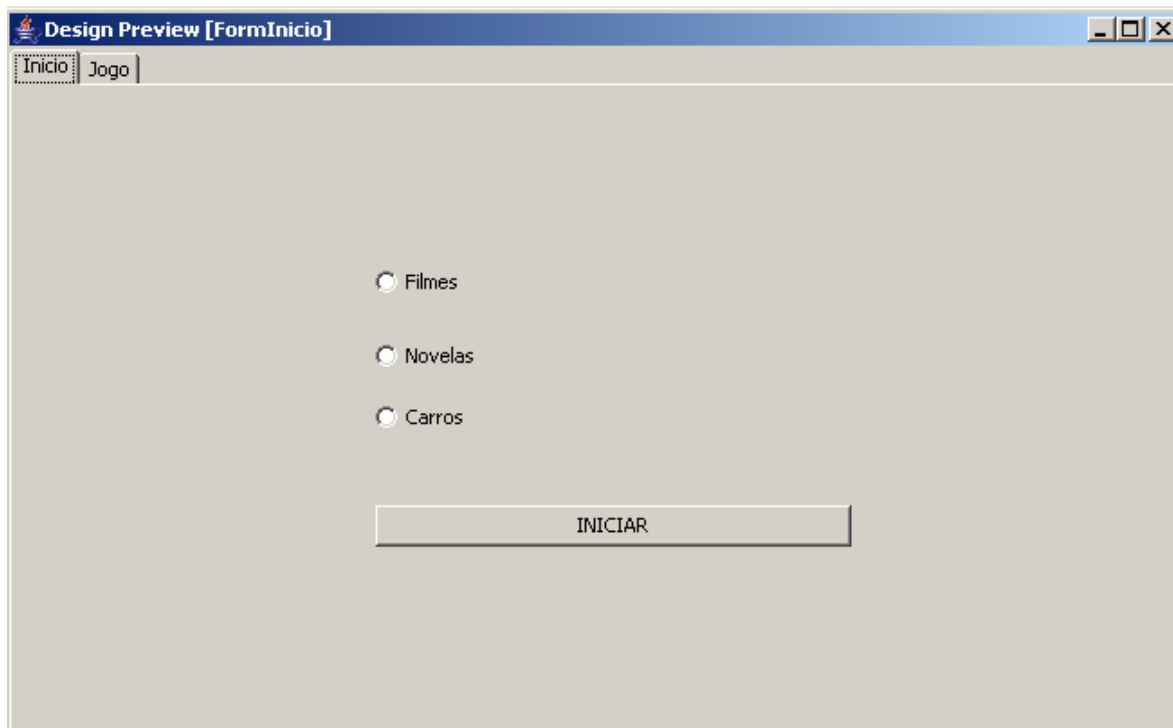 Design Preview [FormInicio]
Inicio Jogo
Filmes
Novelas
Carros
INICIAR